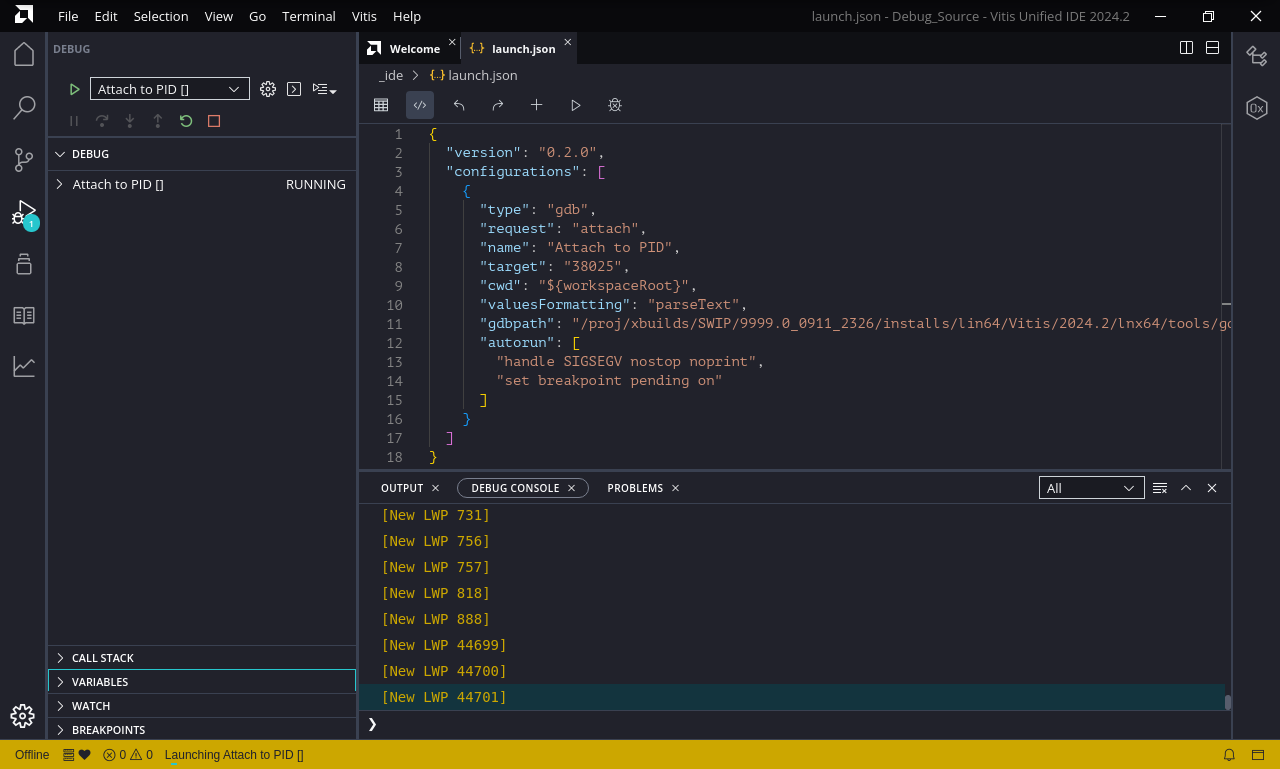 File Edit Selection View Go Terminal Vitis Help launch.json - Debug_Source - Vitis Unified IDE 2024.2
DEBUG
Attach to PID []
DEBUG
Attach to PID [] RUNNING
1
CALL STACK
VARIABLES
WATCH
BREAKPOINTS
Welcome launch.json
_ide > {..} launch.json
1 {
2 "version": "0.2.0",
3 "configurations": [
4 {
5 "type": "gdb",
6 "request": "attach",
7 "name": "Attach to PID",
8 "target": "38025",
9 "cwd": "${workspaceRoot}",
10 "valuesFormatting": "parseText",
11 "gdbpath": "/proj/xbuilds/SWIP/9999.0_0911_2326/installs/lin64/Vitis/2024.2/lnx64/tools/gd
12 "autorun": [
13 "handle SIGSEGV nostop noprint",
14 "set breakpoint pending on"
15 ]
16 }
17 ]
18 }
OUTPUT DEBUG CONSOLE PROBLEMS All
[New LWP 731]
[New LWP 756]
[New LWP 757]
[New LWP 818]
[New LWP 888]
[New LWP 44699]
[New LWP 44700]
[New LWP 44701]
❯
0x
Offline 0 0 Launching Attach to PID []